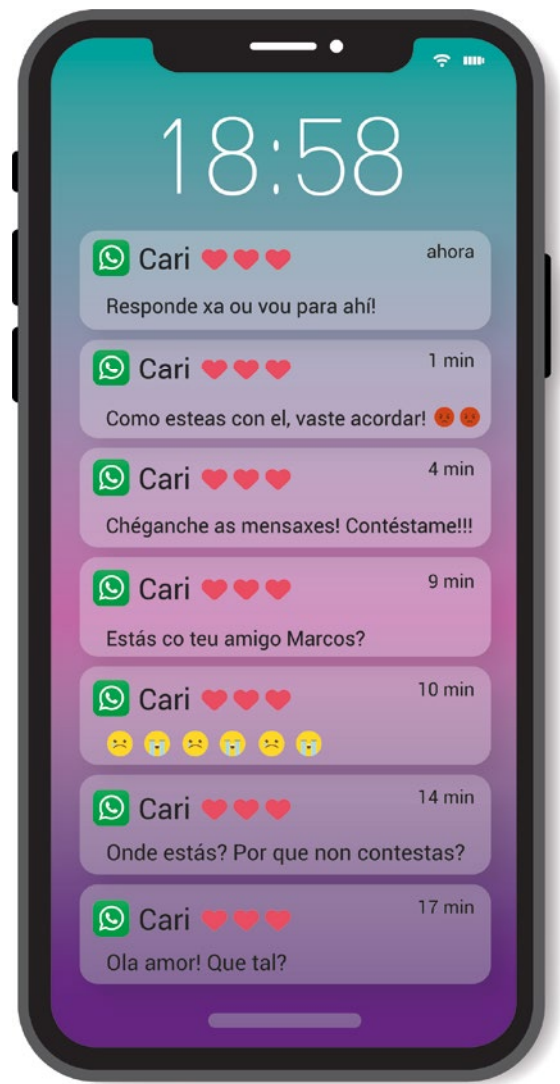 18:58
Cari ahora
Responde xa ou vou para ahí!
Cari 1 min
Como esteas con el, vaste acordar!
Cari 4 min
Chéganche as mensaxes! Contéstame!!!
Cari 9 min
Estás co teu amigo Marcos?
Cari 10 min
Cari 14 min
Onde estás? Por que non contestas?
Cari 17 min
Ola amor! Que tal?